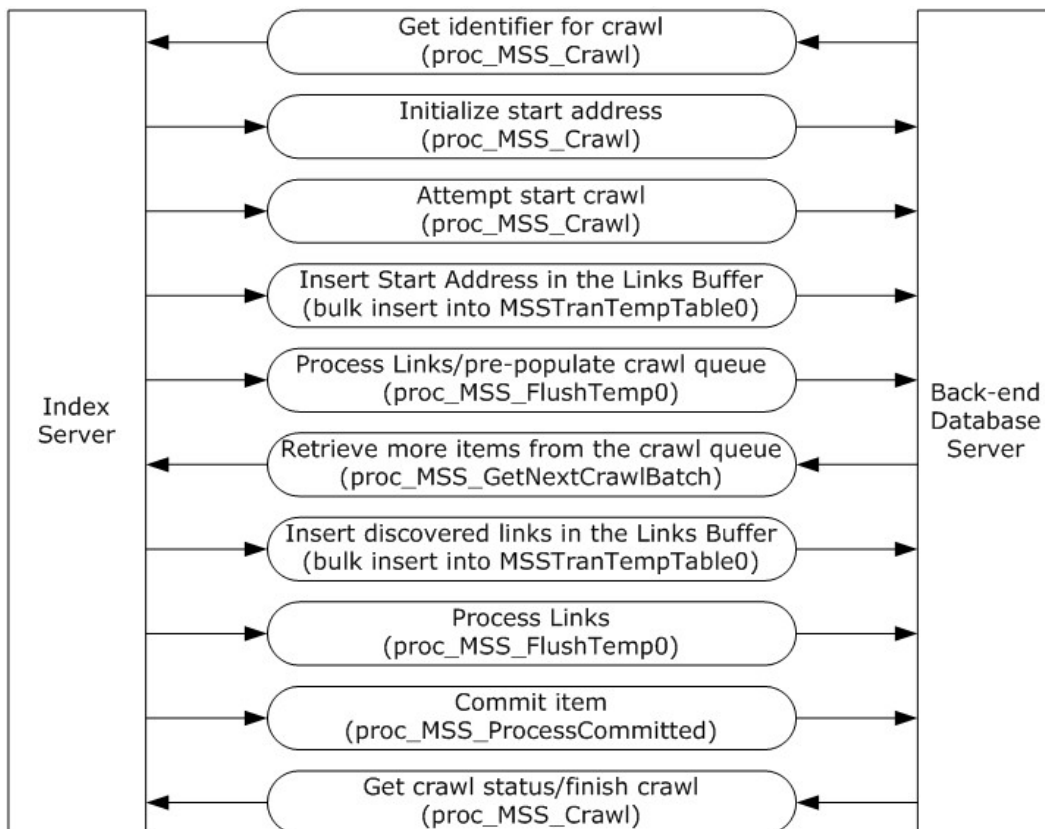 Get identifier for crawl
(proc_MSS_Crawl)
Initialize start address
(proc_MSS_Crawl)
Attempt start crawl
(proc_MSS_Crawl)
Insert Start Address in the Links Buffer
(bulk insert into MSSTranTempTable0)
Process Links/pre-populate crawl queue
(proc_MSS_FlushTemp0)
Index
Server
Back-end
Database
Server
Retrieve more items from the crawl queue
(proc_MSS_GetNextCrawlBatch)
Insert discovered links in the Links Buffer
(bulk insert into MSSTranTempTable0)
Process Links
(proc_MSS_FlushTemp0)
Commit item
(proc_MSS_ProcessCommitted)
Get crawl status/finish crawl
(proc_MSS_Crawl)